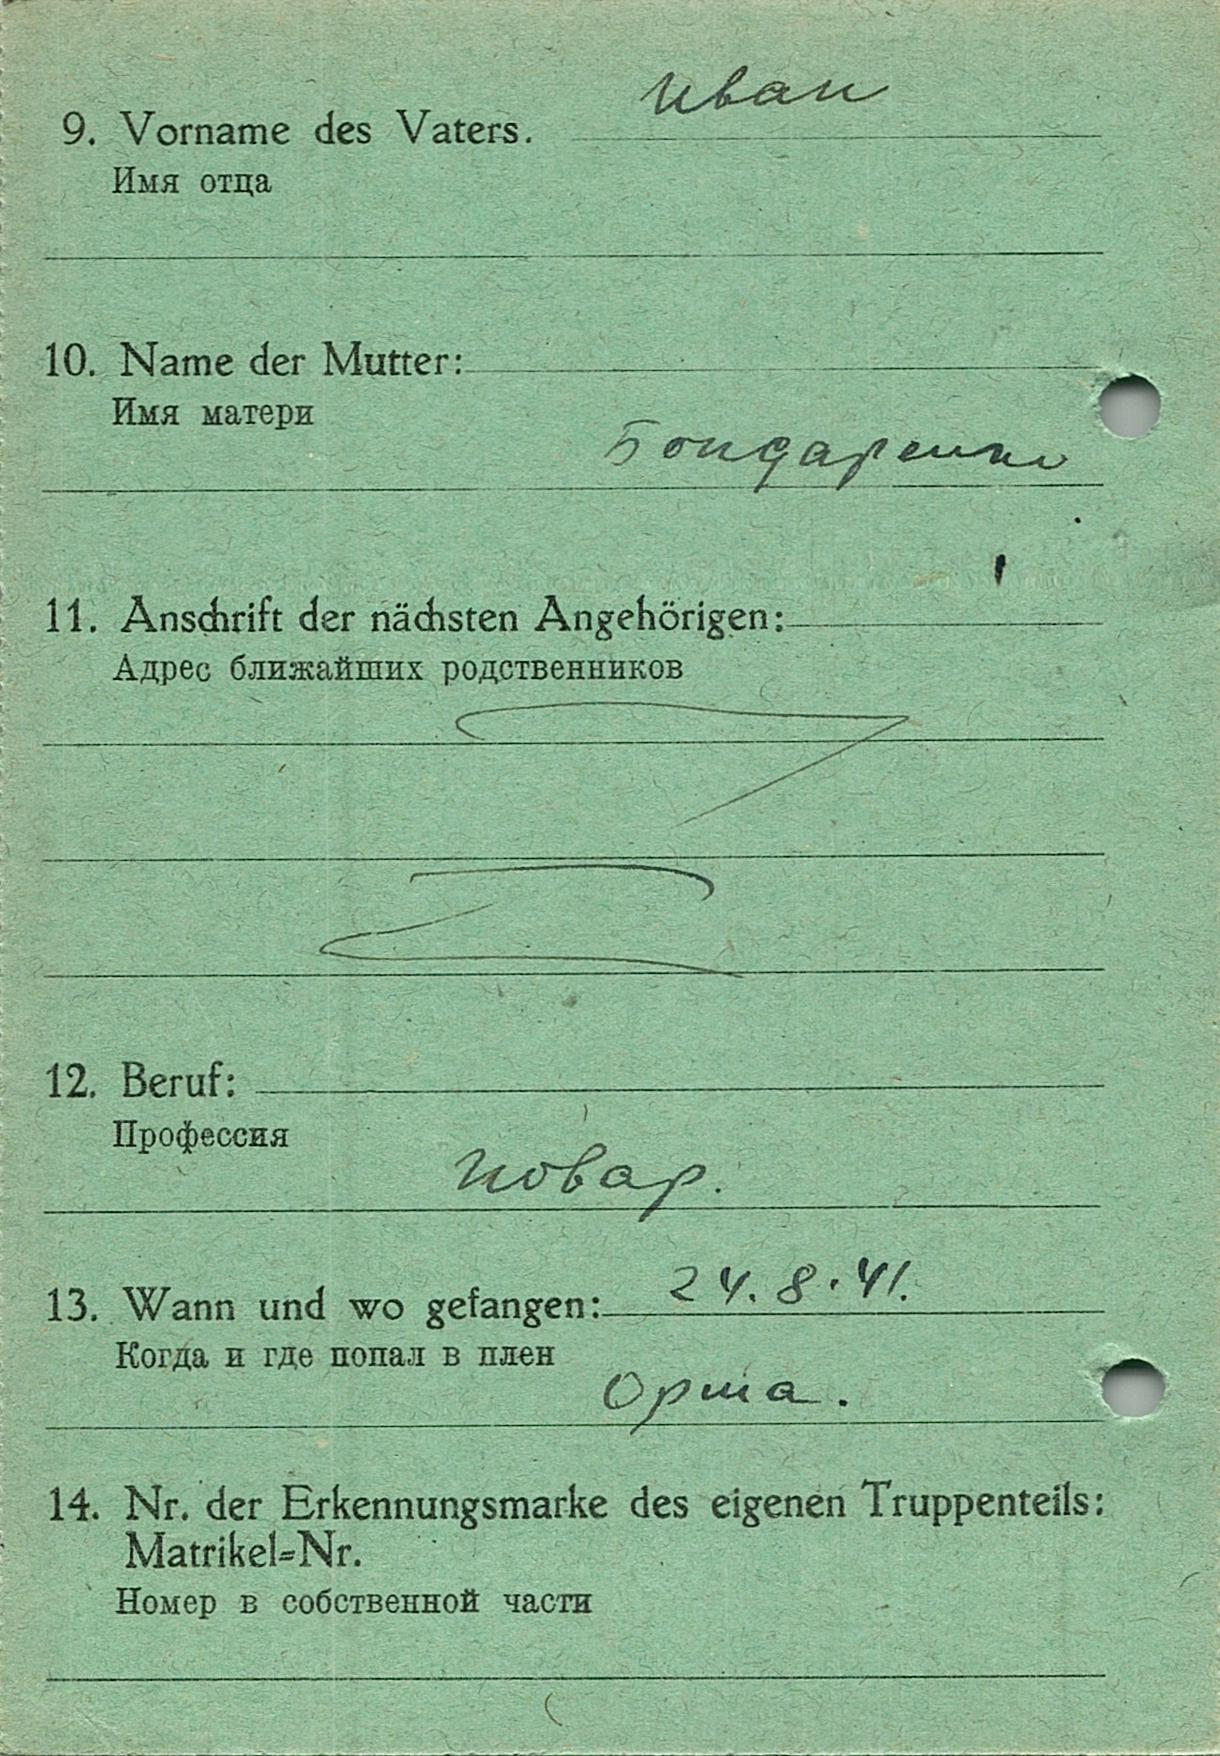 Иван
9. Vorname des Vaters.
Имя отца
10. Name der Mutter:
Имя матери
Бондаренко
11. Anschrift der nächsten Angehörigen:
Адрес ближайших родственников
12. Beruf:
Профессия
повар.
13. Wann und wo gefangen: 24.8.41.
Когда и где попал в плен
Орша.
14. Nr. der Erkennungsmarke des eigenen Truppenteils:
Matrikel=Nr.
Номер в собственной части